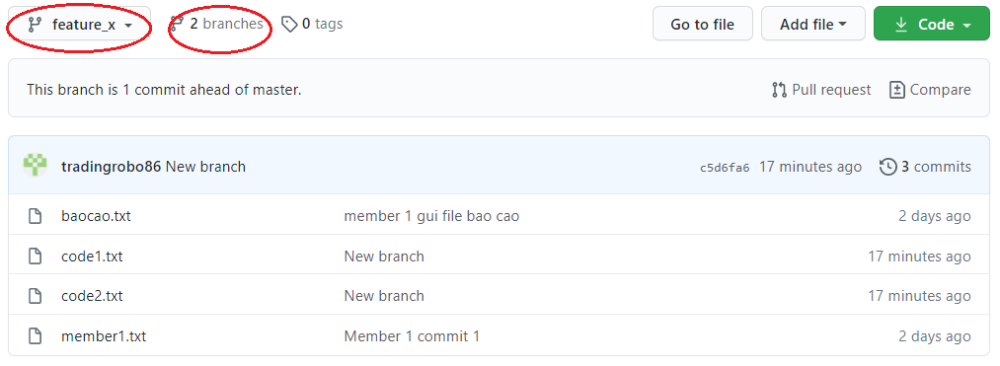 feature_x 2 branches 0 tags Go to file Add file Code
This branch is 1 commit ahead of master. Pull request Compare
tradingrobo86 New branch c5d6fa6 17 minutes ago 3 commits
baocao.txt member 1 gui file bao cao 2 days ago
code1.txt New branch 17 minutes ago
code2.txt New branch 17 minutes ago
member1.txt Member 1 commit 1 2 days ago